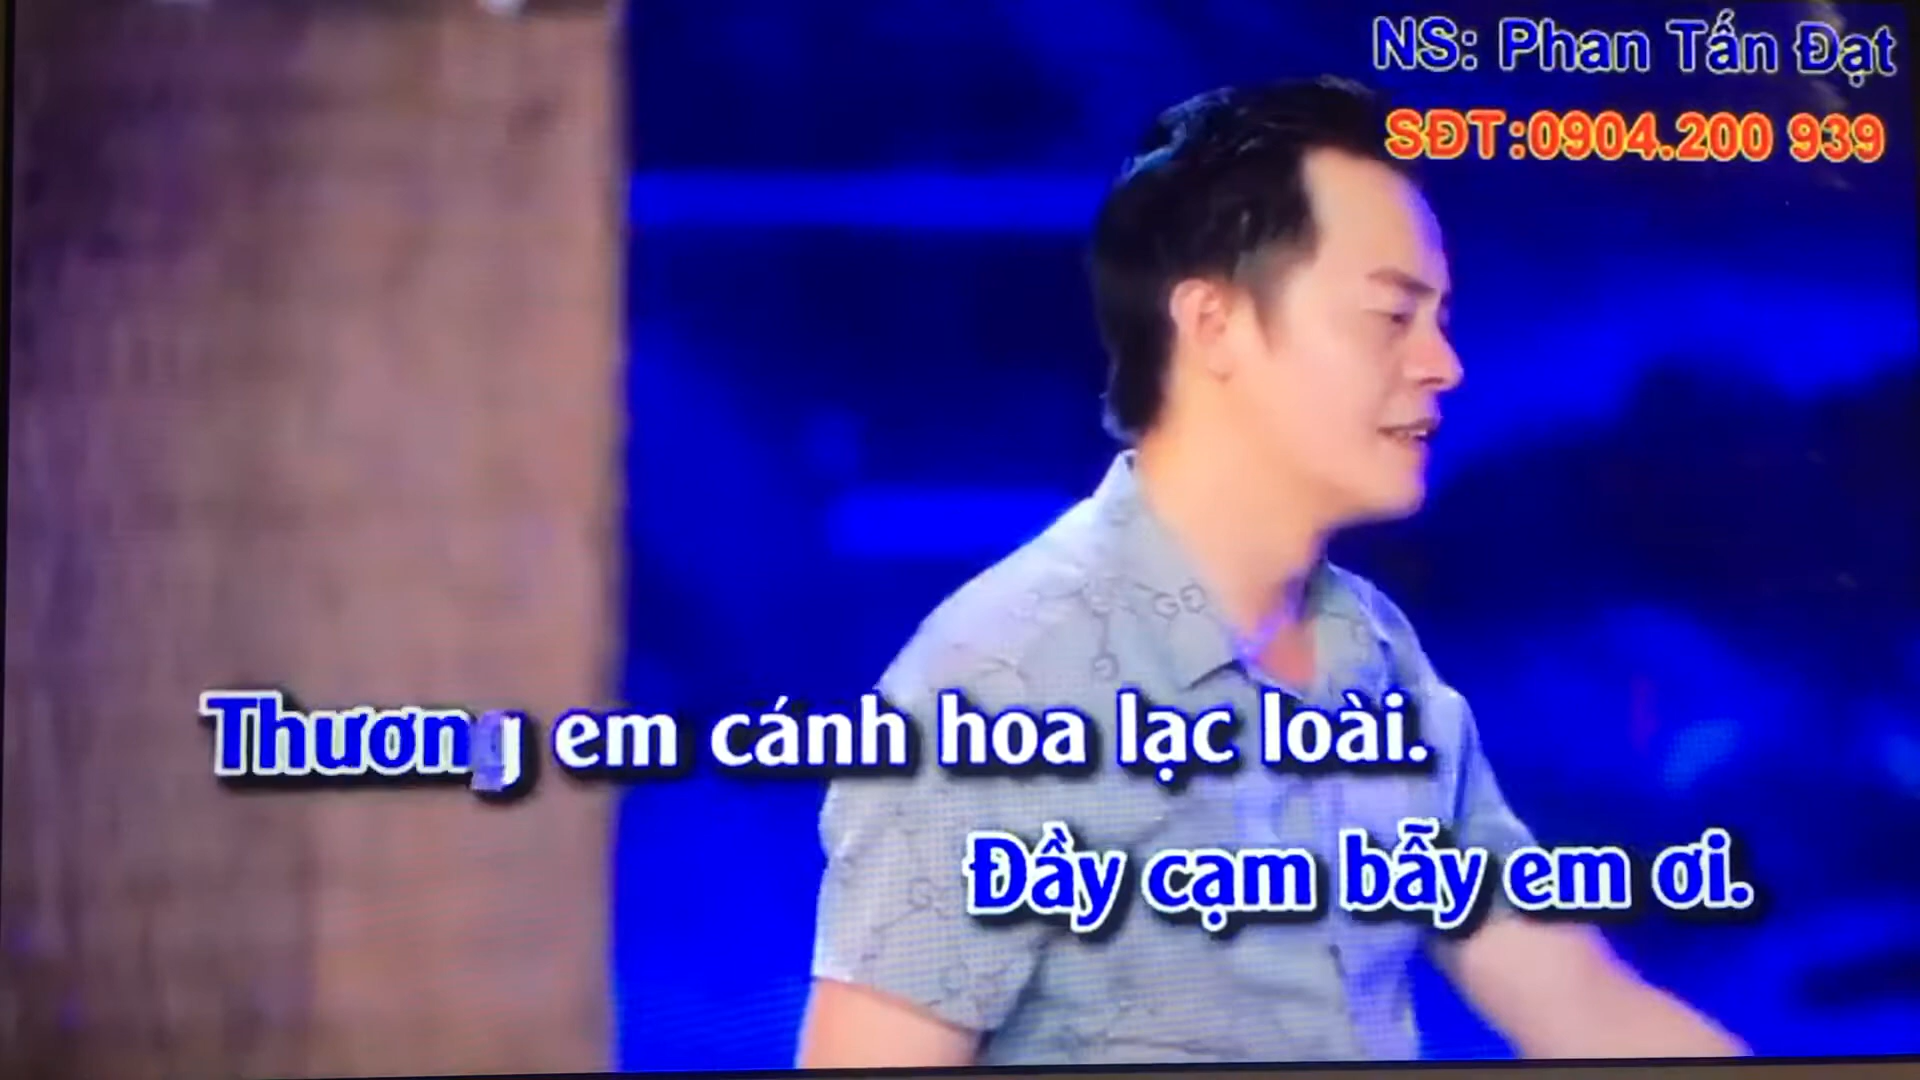 NS: Phan Tấn Đạt
SĐT:0904.200 939
Thương em cánh hoa lạc loài.
Đầy cạm bẫy em ơi.